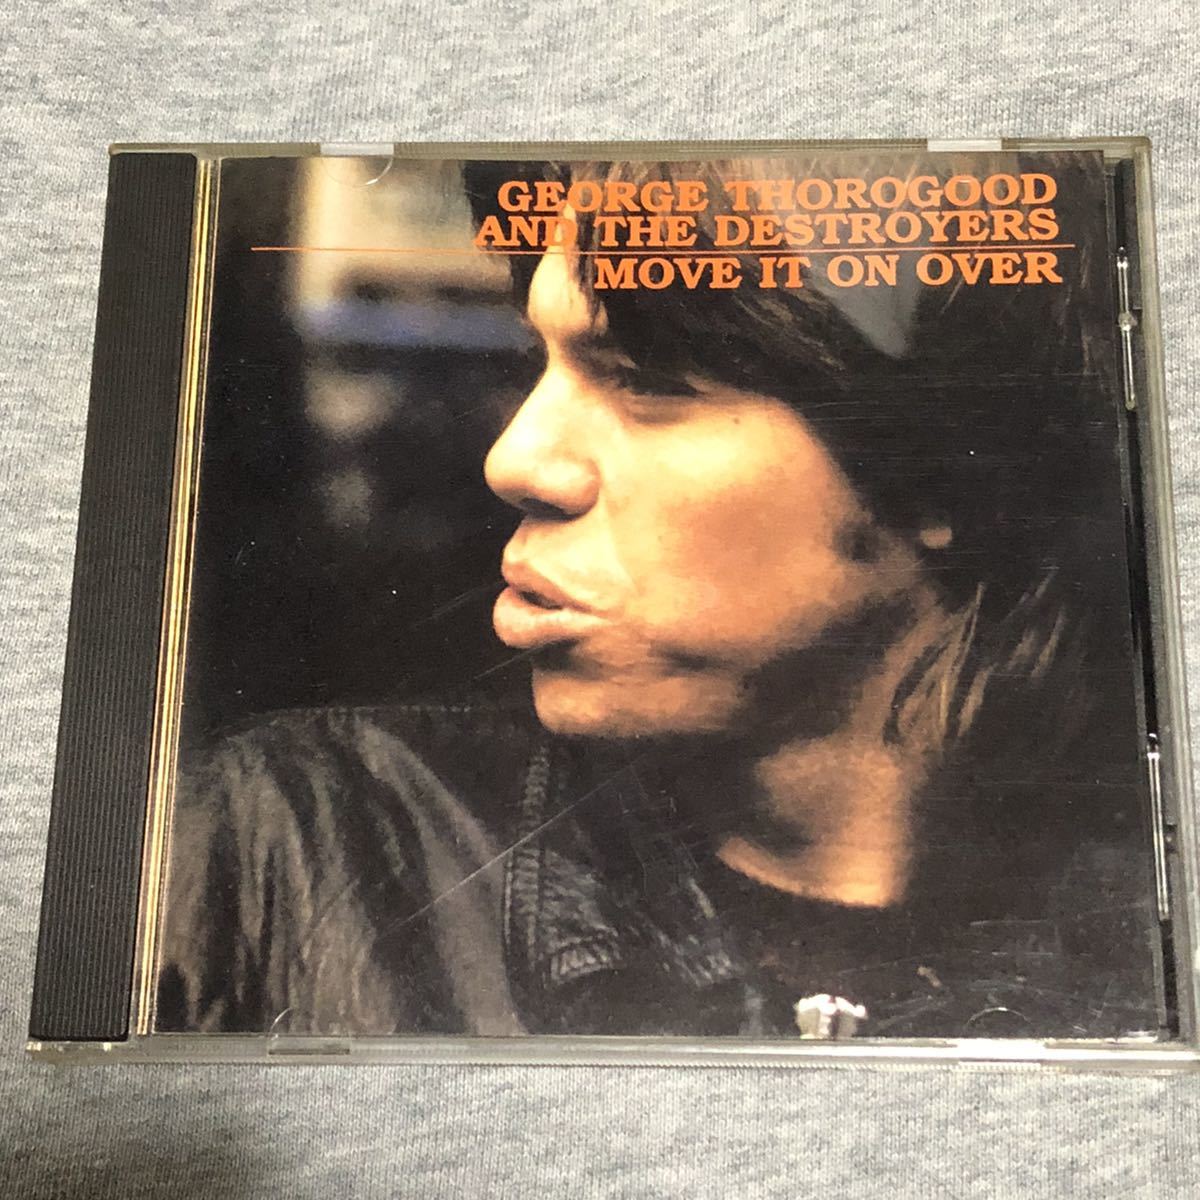 GEORGE THOROGOOD
AND THE DESTROYERS
MOVE IT ON OVER